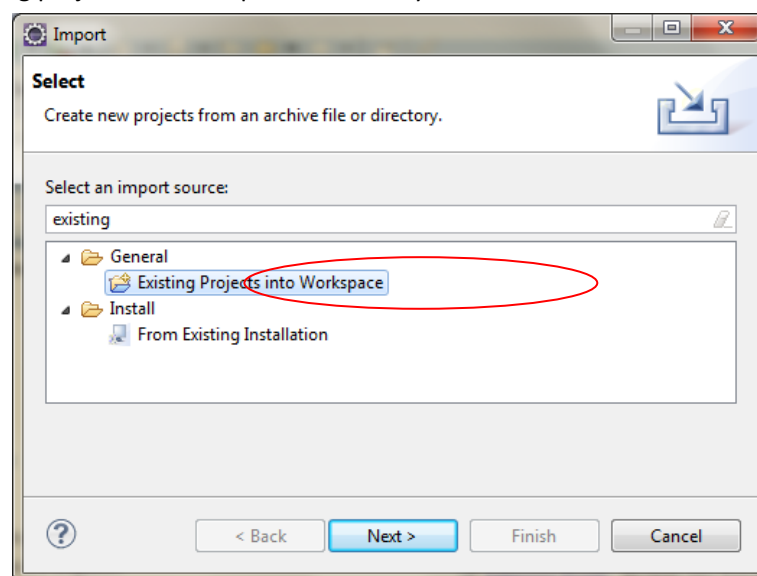 Import
Select
Create new projects from an archive file or directory.
Select an import source:
existing
General
Existing Projects into Workspace
Install
From Existing Installation
?
< Back Next > Finish Cancel